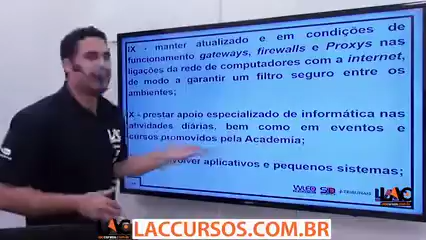 IX - manter atualizado e em condições de
funcionamento gateways, firewalls e Proxys nas
ligações da rede de computadores com a internet,
de modo a garantir um filtro seguro entre os
ambientes;
X - prestar apoio especializado de informática nas
atividades diárias, bem como em eventos e
cursos promovidos pela Academia;
volver aplicativos e pequenos sistemas;
LACCURSOS.COM.BR